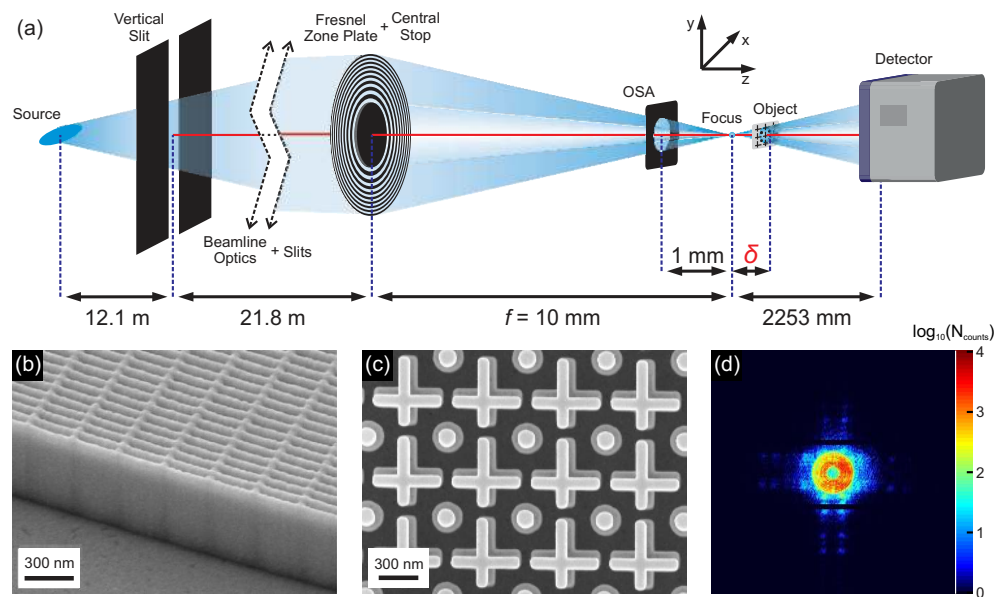 (a)
Vertical
Slit
Fresnel
Zone Plate
+
Central
Stop
y
x
z
Detector
Source
OSA
Focus
Object
Beamline
Optics
+ Slits
1 mm
δ
12.1 m
21.8 m
f = 10 mm
2253 mm
(b)
300 nm
(c)
300 nm
(d)
log₁₀(N_counts)
4
3
2
1
0